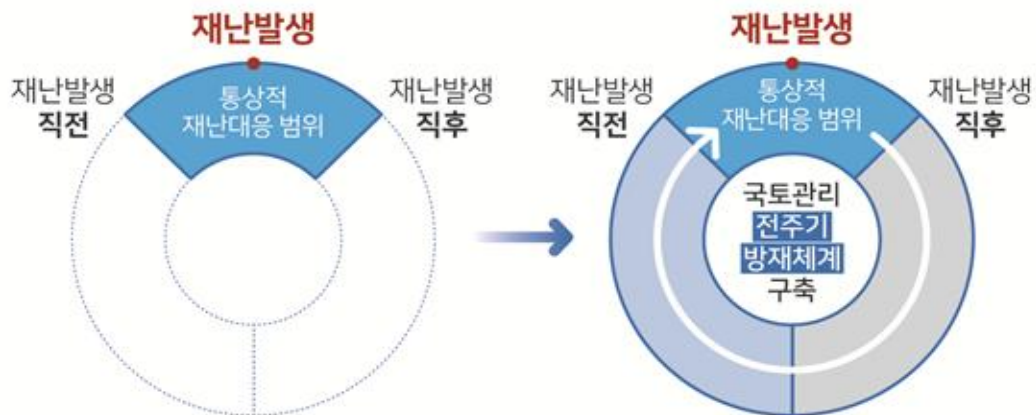 재난발생
재난발생
직전
통상적
재난대응 범위
재난발생
직후
재난발생
재난발생
직전
통상적
재난대응 범위
재난발생
직후
국토관리
전주기
방재체계
구축